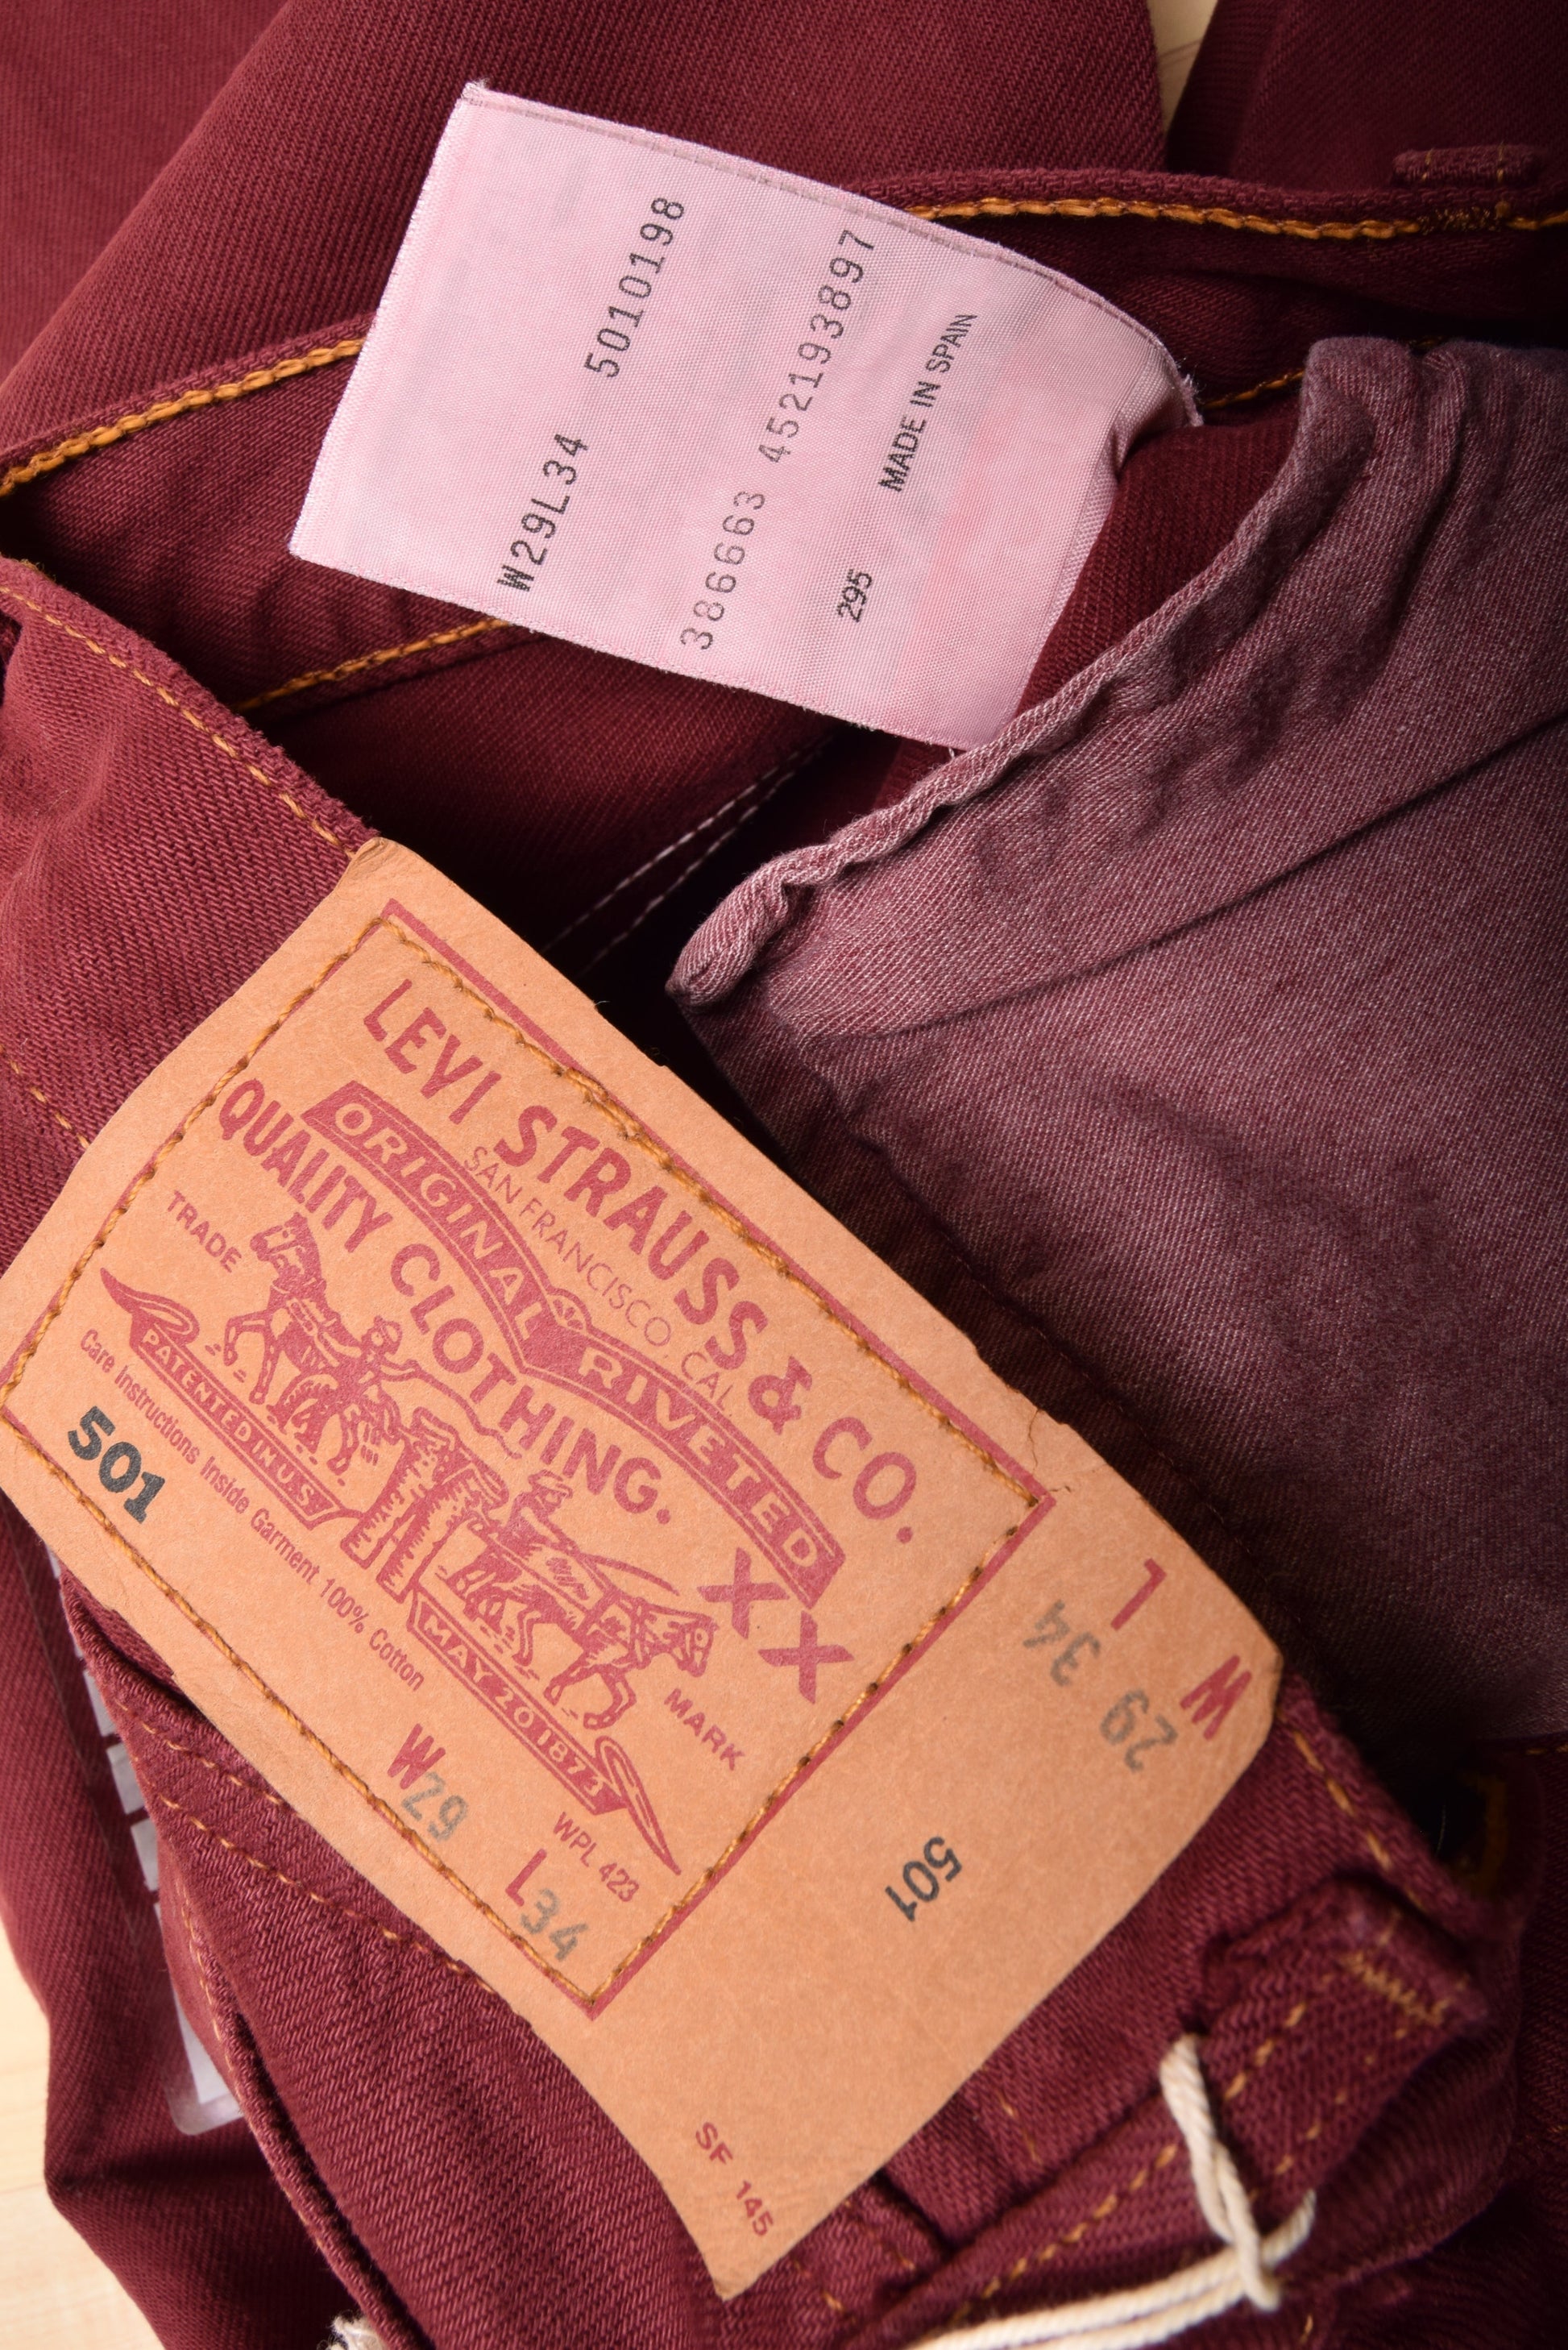 W29L34 5010198
386663 452193897
295 MADE IN SPAIN
LEVI STRAUSS & CO.
SAN FRANCISCO, CAL.
ORIGINAL RIVETED
QUALITY CLOTHING.
XX
TRADE MARK
PATENTED IN U S
MAY 20 1873
Care Instructions Inside Garment 100% Cotton
WPL 423
501
W29 L34
L 34
W 29
501
SF 145